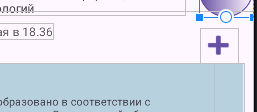 ологий
ая в 18.36
образовано в соответствии с